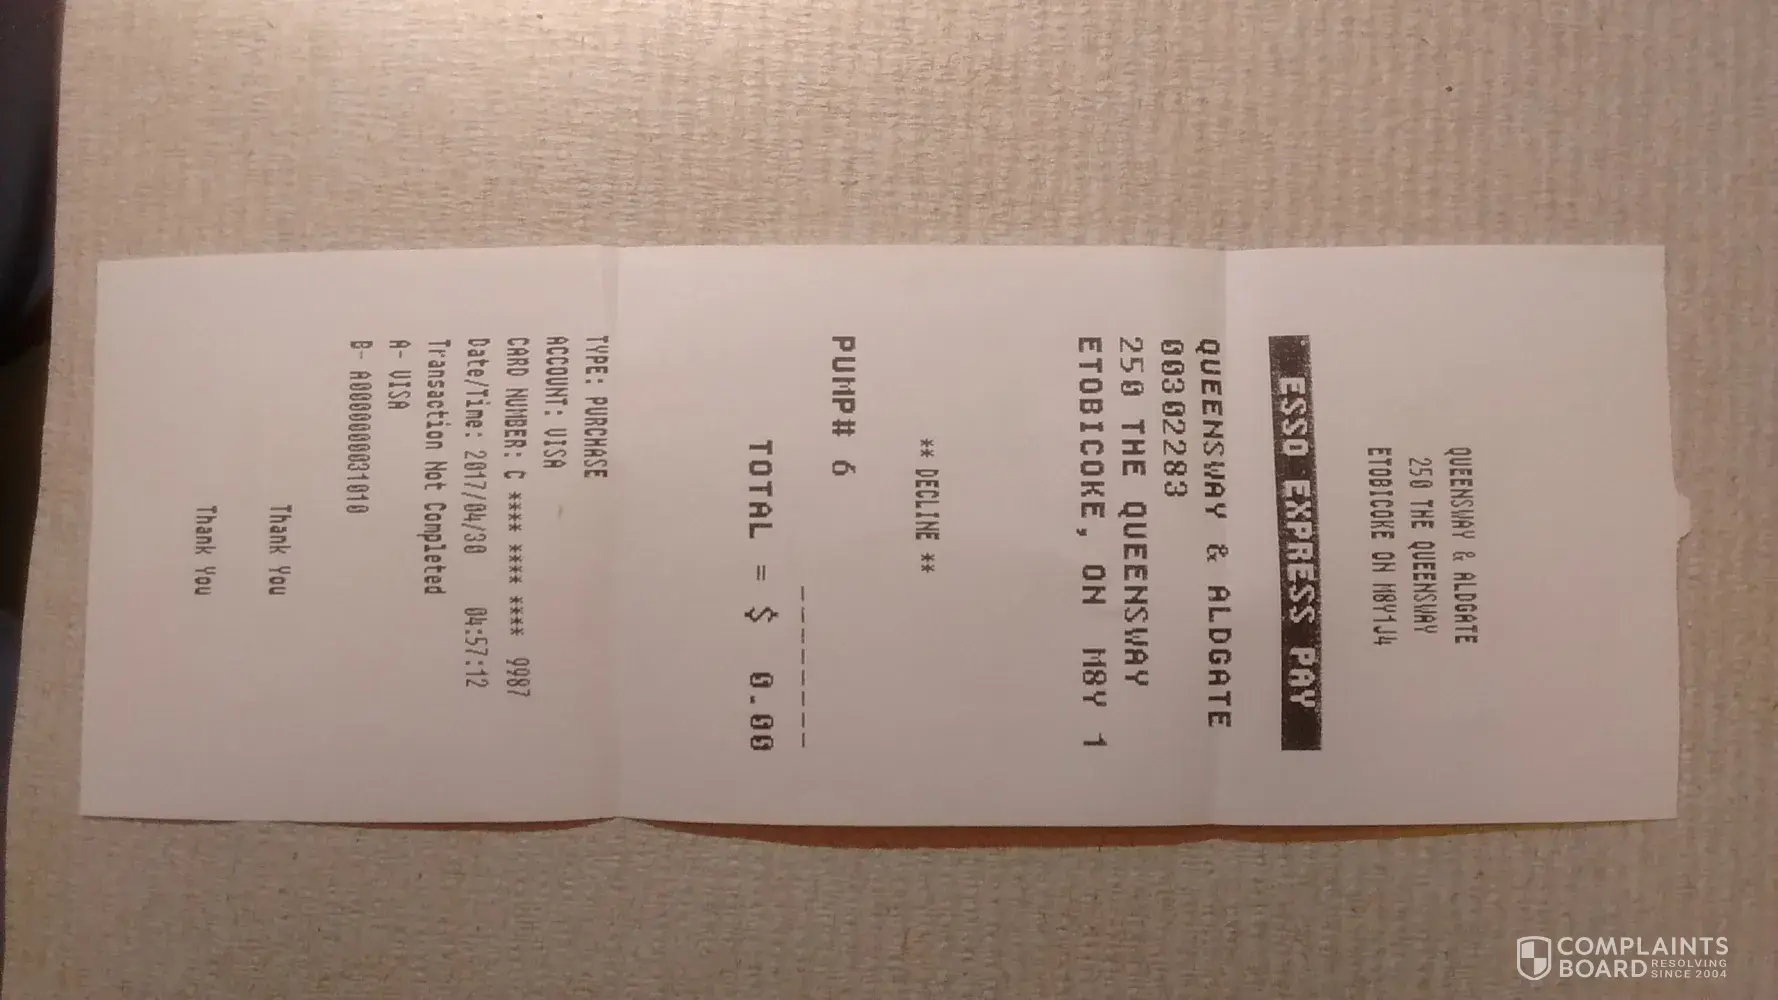 QUEENSWAY & ALDGATE
250 THE QUEENSWAY
ETOBICOKE ON M8Y1J4
ESSO EXPRESS PAY
QUEENSWAY & ALDGATE
00302283
250 THE QUEENSWAY
ETOBICOKE, ON M8Y 1
** DECLINE **
PUMP# 6
--------
TOTAL = $ 0.00
TYPE: PURCHASE
ACCOUNT: VISA
CARD NUMBER: C **** **** **** 9987
Date/Time: 2017/04/30 04:57:12
Transaction Not Completed
A- VISA
B- A0000000031010
Thank You
Thank You
COMPLAINTS
BOARD RESOLVING
SINCE 2004